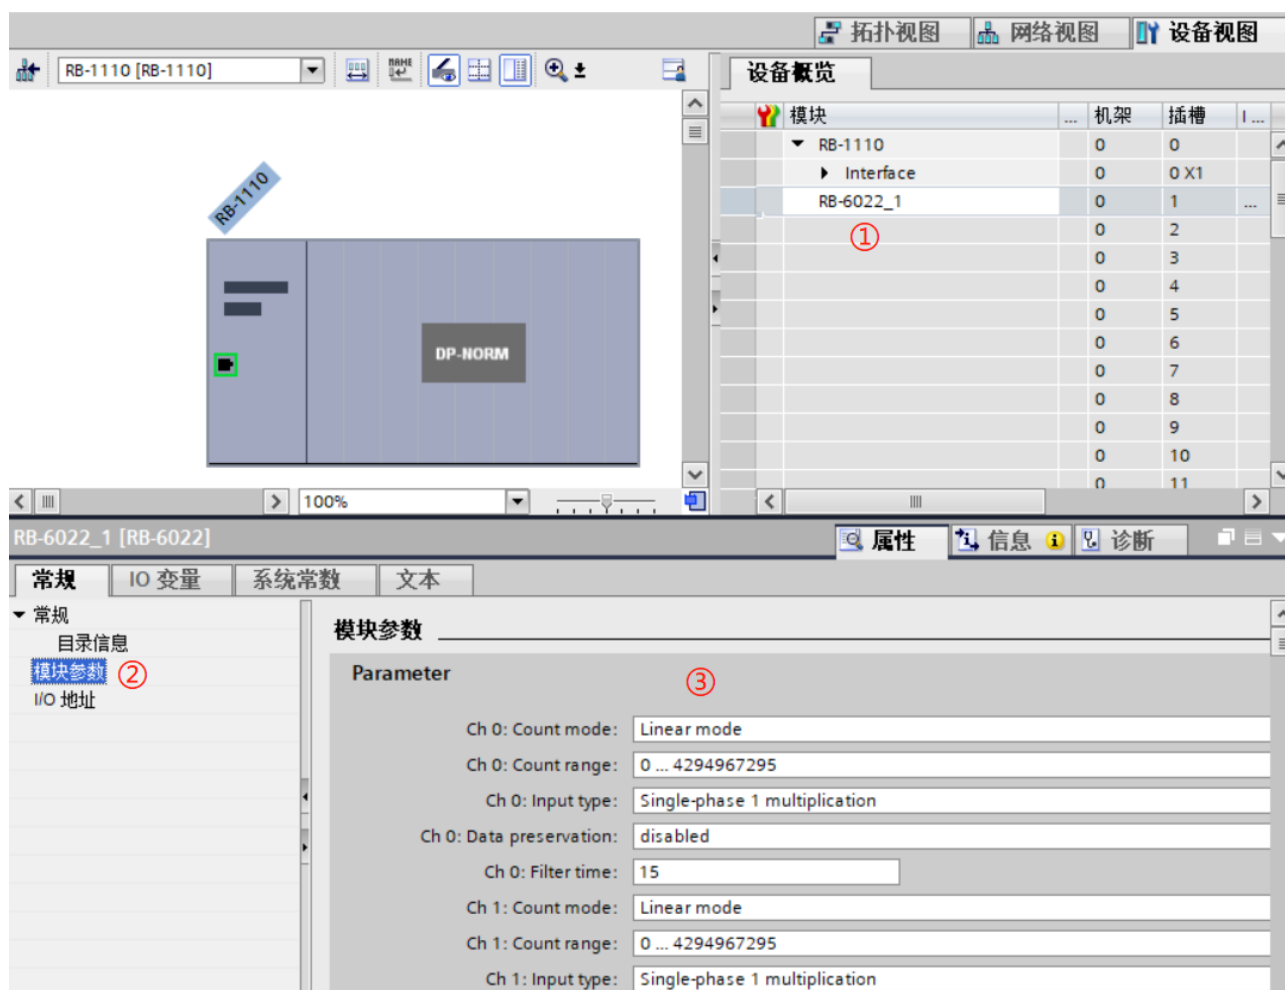 拓扑视图 网络视图 设备视图
RB-1110 [RB-1110]
NAME
设备概览
模块 ... 机架 插槽 I ...
RB-1110 0 0
Interface 0 0 X1
RB-6022_1 0 1 ...
①
0 2
0 3
0 4
0 5
0 6
0 7
0 8
0 9
0 10
0 11
RB-1110
DP-NORM
100%
RB-6022_1 [RB-6022]
属性 信息 诊断
常规 IO 变量 系统常数 文本
常规
目录信息
模块参数 ②
I/O 地址
模块参数
Parameter
③
Ch 0: Count mode: Linear mode
Ch 0: Count range: 0 ... 4294967295
Ch 0: Input type: Single-phase 1 multiplication
Ch 0: Data preservation: disabled
Ch 0: Filter time: 15
Ch 1: Count mode: Linear mode
Ch 1: Count range: 0 ... 4294967295
Ch 1: Input type: Single-phase 1 multiplication